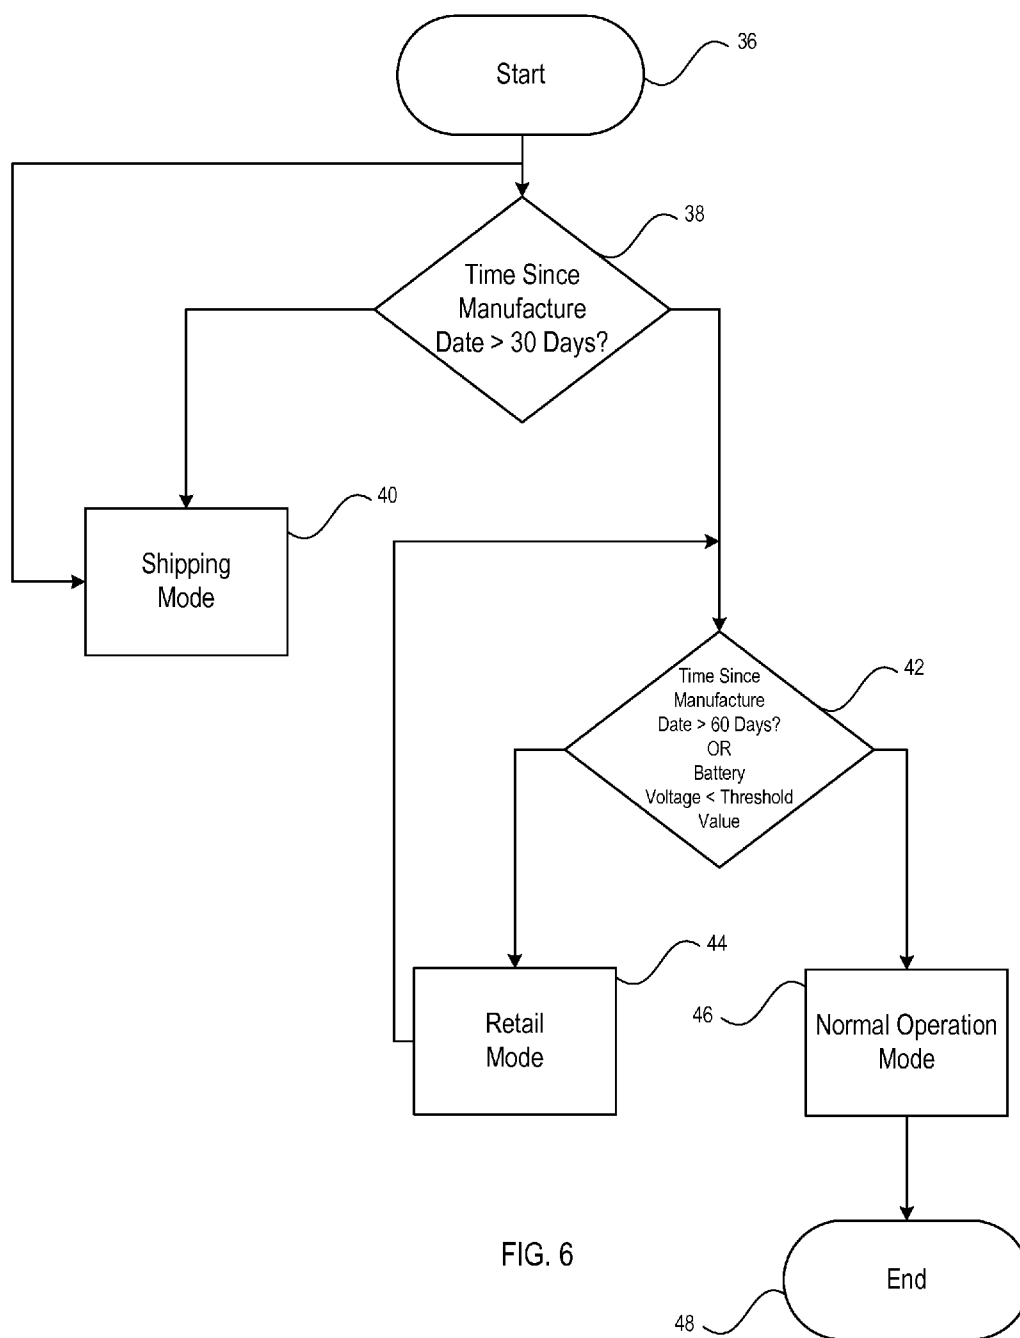 Start
36
38
Time Since
Manufacture
Date > 30 Days?
40
Shipping
Mode
42
Time Since
Manufacture
Date > 60 Days?
OR
Battery
Voltage < Threshold
Value
44
Retail
Mode
46
Normal Operation
Mode
FIG. 6
End
48